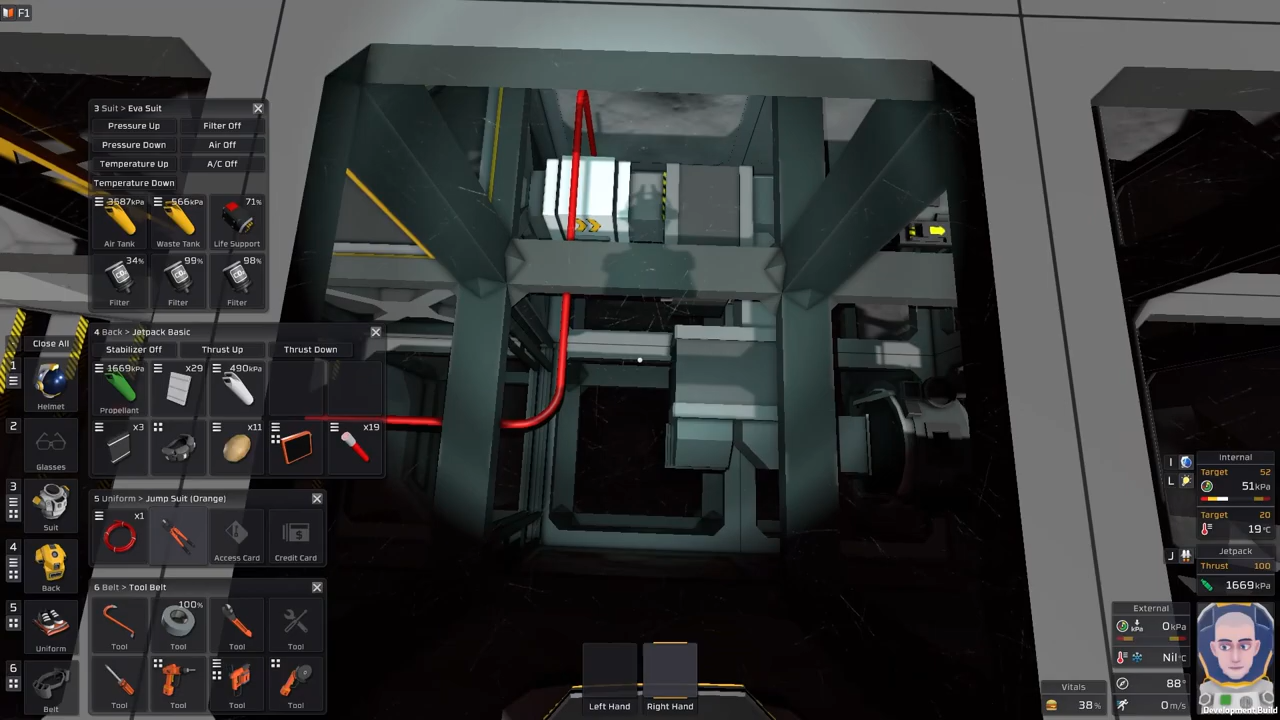 F1
3 Suit > Eva Suit
Pressure Up
Filter Off
Pressure Down
Air Off
Temperature Up
A/C Off
Temperature Down
3587kPa
566kPa
71%
Air Tank
Waste Tank
Life Support
34%
99%
98%
Filter
Filter
Filter
4 Back > Jetpack Basic
Stabilizer Off
Thrust Up
Thrust Down
1669kPa
x29
490kPa
Propellant
x3
x11
x19
Close All
1
Helmet
2
Glasses
3
Suit
4
Back
5
Uniform
6
Belt
5 Uniform > Jump Suit (Orange)
x1
Access Card
Credit Card
6 Belt > Tool Belt
100%
Tool
Tool
Tool
Tool
Tool
Tool
Tool
Tool
Left Hand
Right Hand
Internal
I
Target 52
51kPa
L
Target 20
19°C
Jetpack
J
Thrust 100
1669kPa
External
kPa
0kPa
Nil°C
88°
0m/s
Vitals
38%
Development Build